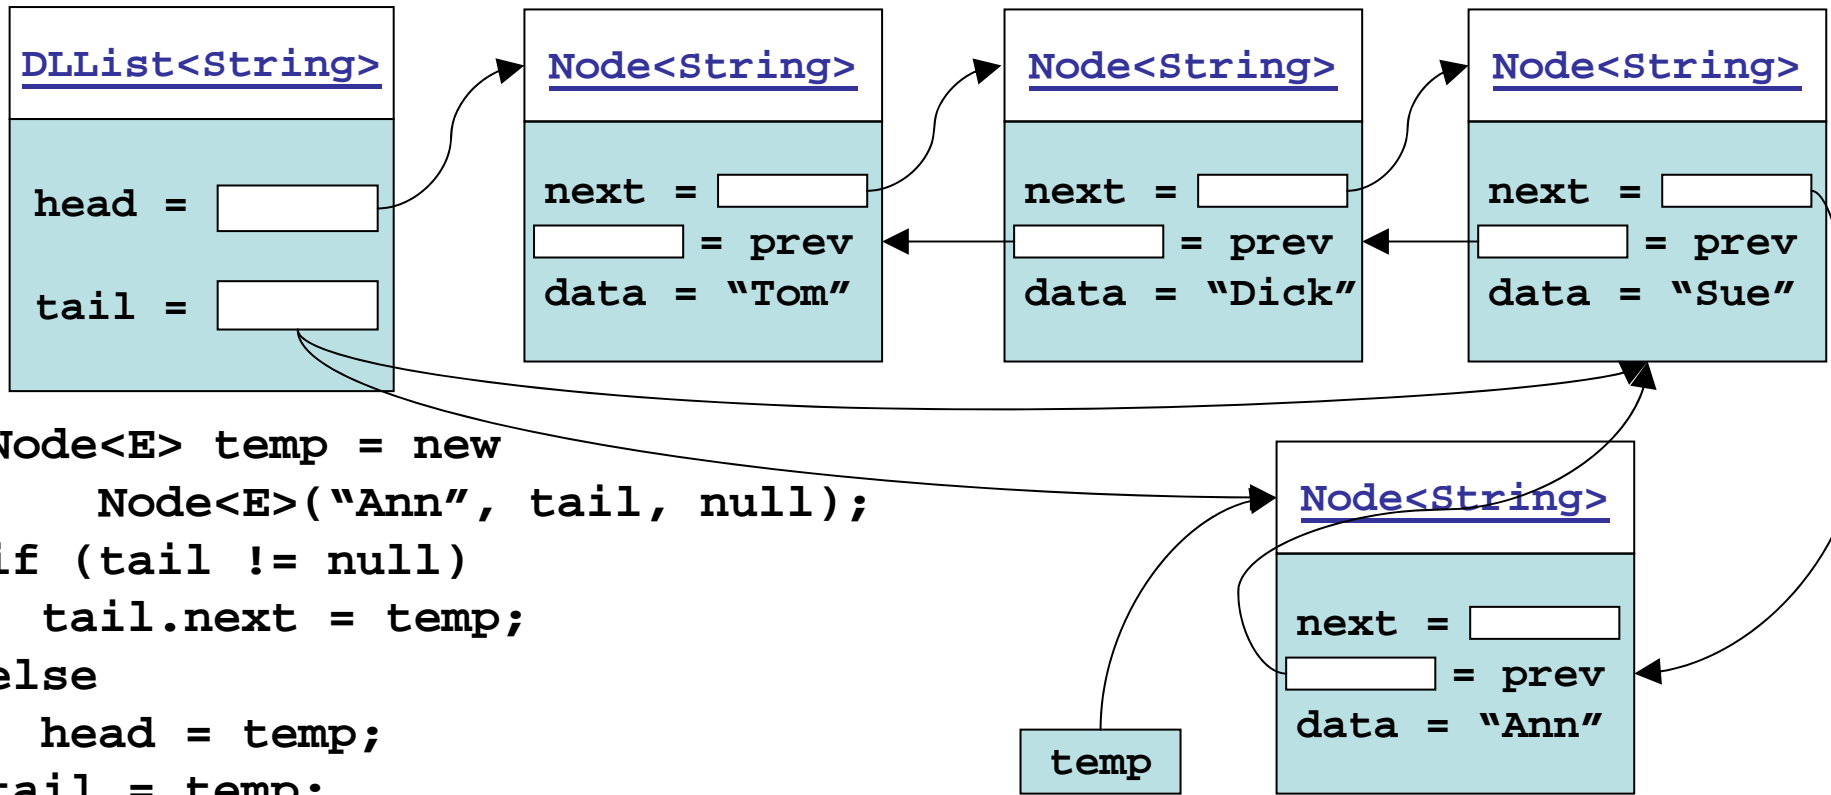 DLList<String>
head =
tail =
Node<String>
next =
= prev
data = “Tom”
Node<String>
next =
= prev
data = “Dick”
Node<String>
next =
= prev
data = “Sue”
Node<E> temp = new
Node<E>(“Ann”, tail, null);
if (tail != null)
tail.next = temp;
else
head = temp;
tail = temp;
Node<String>
next =
= prev
data = “Ann”
temp